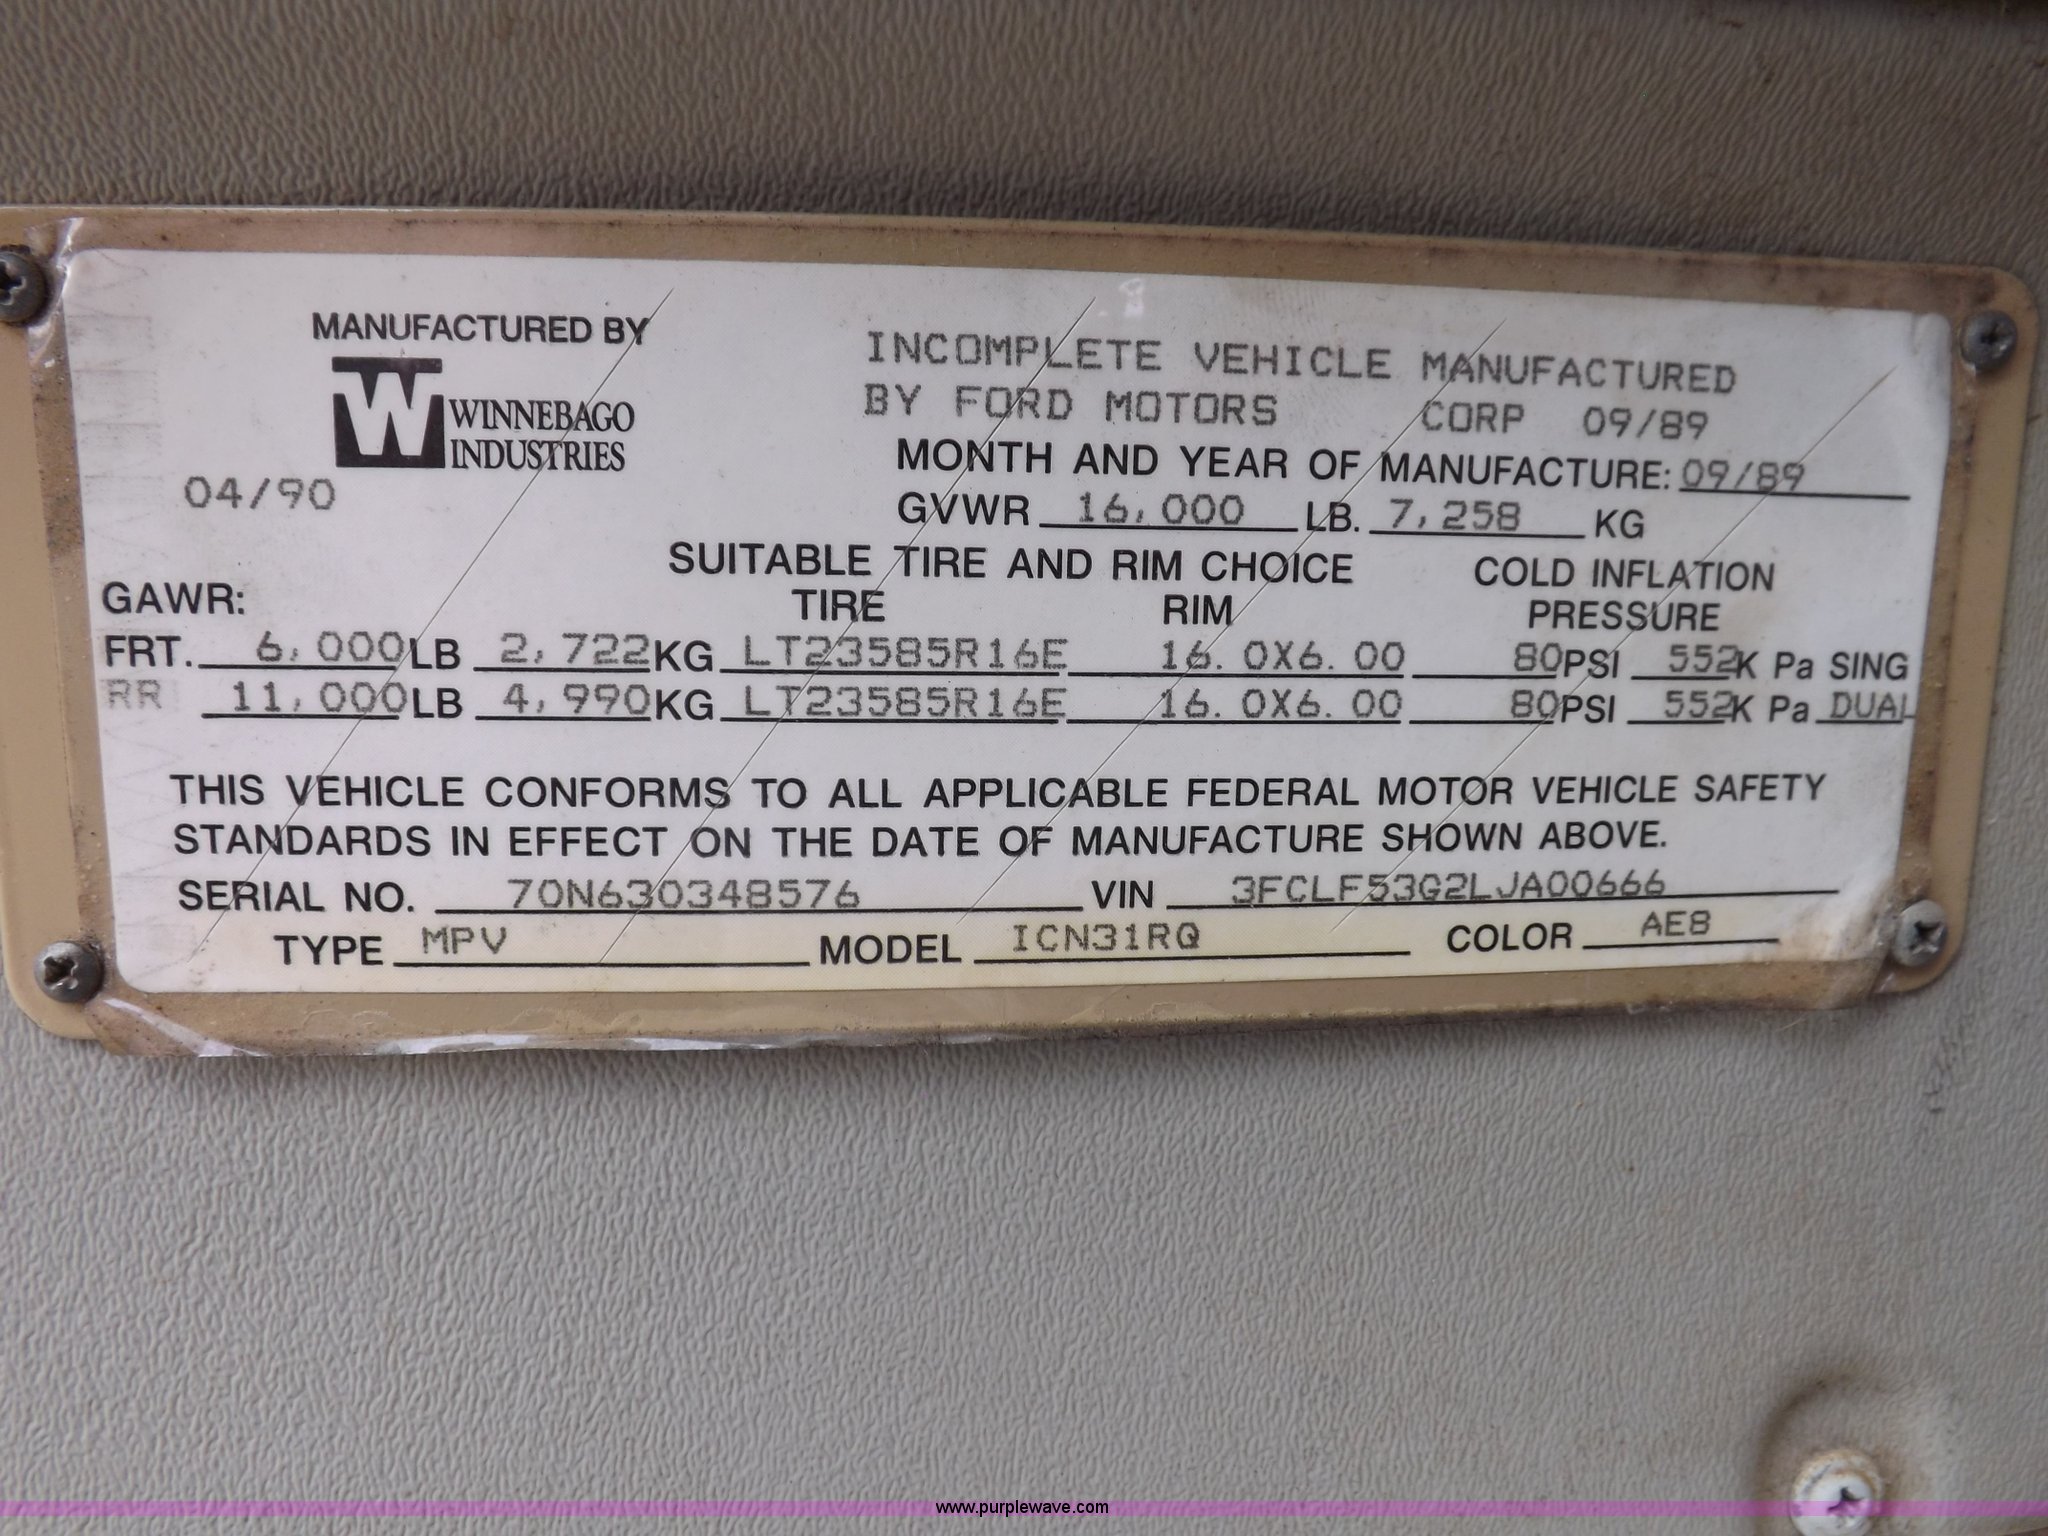 MANUFACTURED BY
W WINNEBAGO
INDUSTRIES
04/90
INCOMPLETE VEHICLE MANUFACTURED
BY FORD MOTORS CORP 09/89
MONTH AND YEAR OF MANUFACTURE: 09/89
GVWR 16,000 LB. 7,258 KG
SUITABLE TIRE AND RIM CHOICE COLD INFLATION
GAWR: TIRE RIM PRESSURE
FRT. 6,000 LB 2,722 KG LT23585R16E 16.0X6.00 80 PSI 552 K Pa SING
RR 11,000 LB 4,990 KG LT23585R16E 16.0X6.00 80 PSI 552 K Pa DUAL
THIS VEHICLE CONFORMS TO ALL APPLICABLE FEDERAL MOTOR VEHICLE SAFETY
STANDARDS IN EFFECT ON THE DATE OF MANUFACTURE SHOWN ABOVE.
SERIAL NO. 70N630348576 VIN 3FCLF53G2LJA00666
TYPE MPV MODEL ICN31RQ COLOR AE8
www.purplewave.com